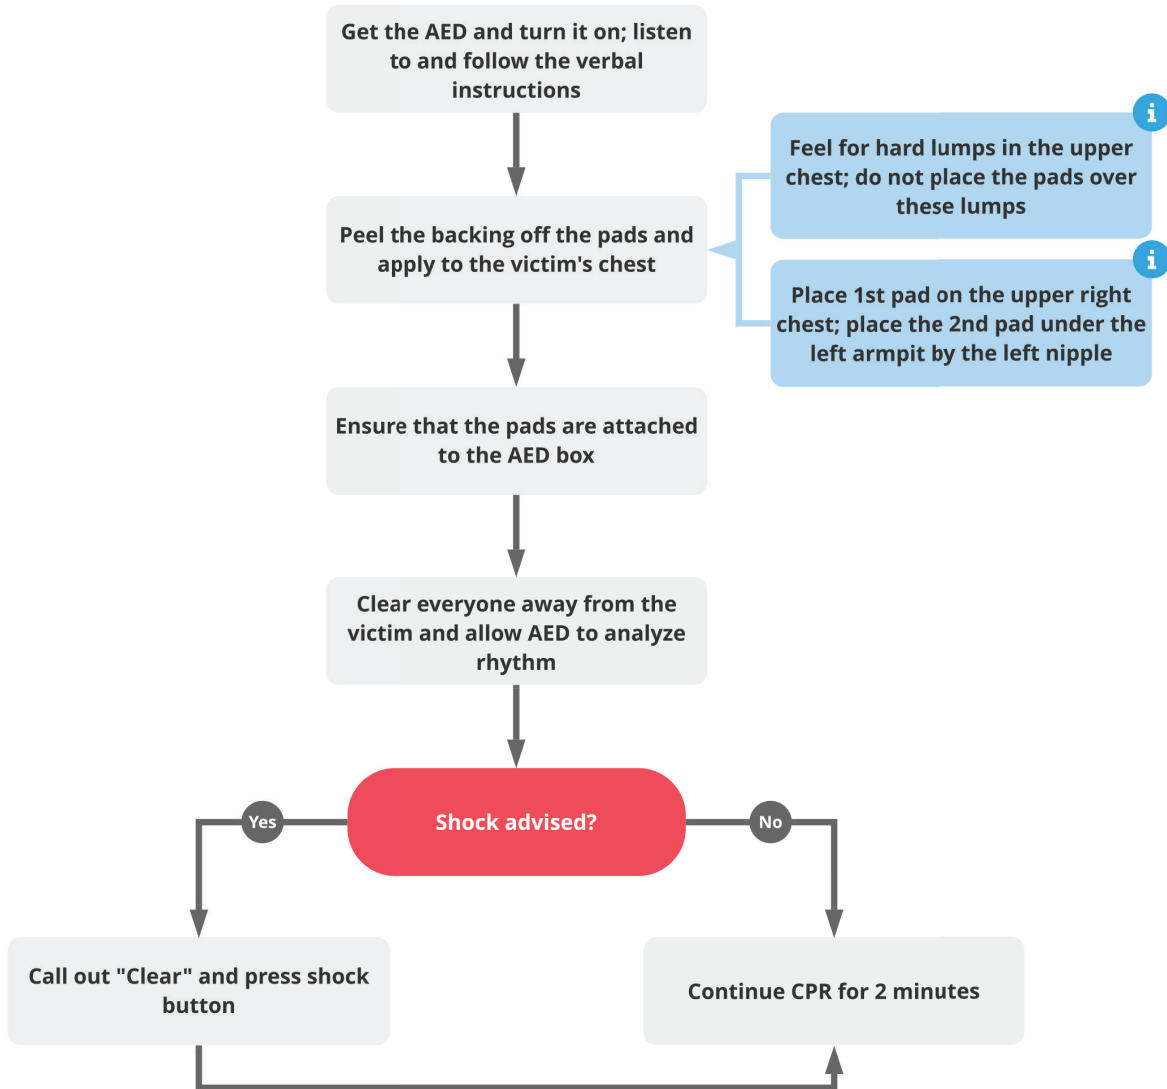 Get the AED and turn it on; listen
to and follow the verbal
instructions
Feel for hard lumps in the upper
chest; do not place the pads over
these lumps
Peel the backing off the pads and
apply to the victim's chest
Place 1st pad on the upper right
chest; place the 2nd pad under the
left armpit by the left nipple
Ensure that the pads are attached
to the AED box
Clear everyone away from the
victim and allow AED to analyze
rhythm
Shock advised?
Yes
No
Call out "Clear" and press shock
button
Continue CPR for 2 minutes